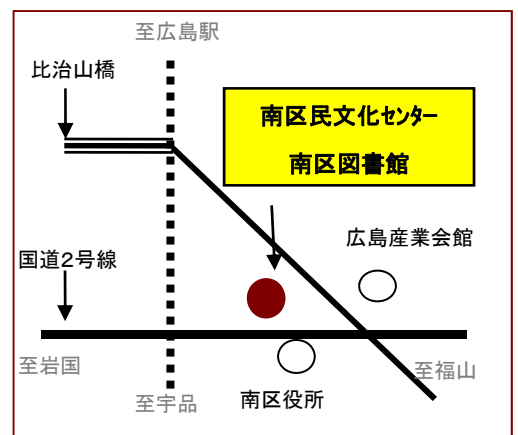 至広島駅
比治山橋
南区民文化センター
南区図書館
広島産業会館
国道2号線
至岩国
至福山
南区役所
至宇品